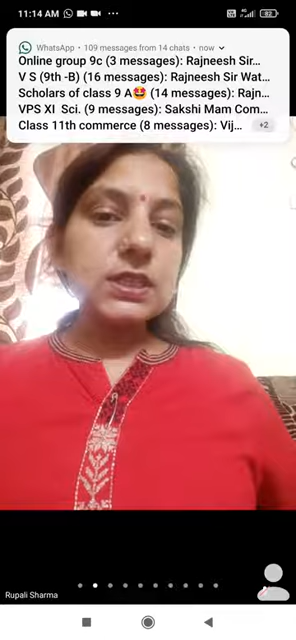 11:14 AM
82
WhatsApp • 109 messages from 14 chats • now
Online group 9c (3 messages): Rajneesh Sir...
V S (9th -B) (16 messages): Rajneesh Sir Wat...
Scholars of class 9 A🤩 (14 messages): Rajn...
VPS XI Sci. (9 messages): Sakshi Mam Com...
Class 11th commerce (8 messages): Vij...
+2
Rupali Sharma